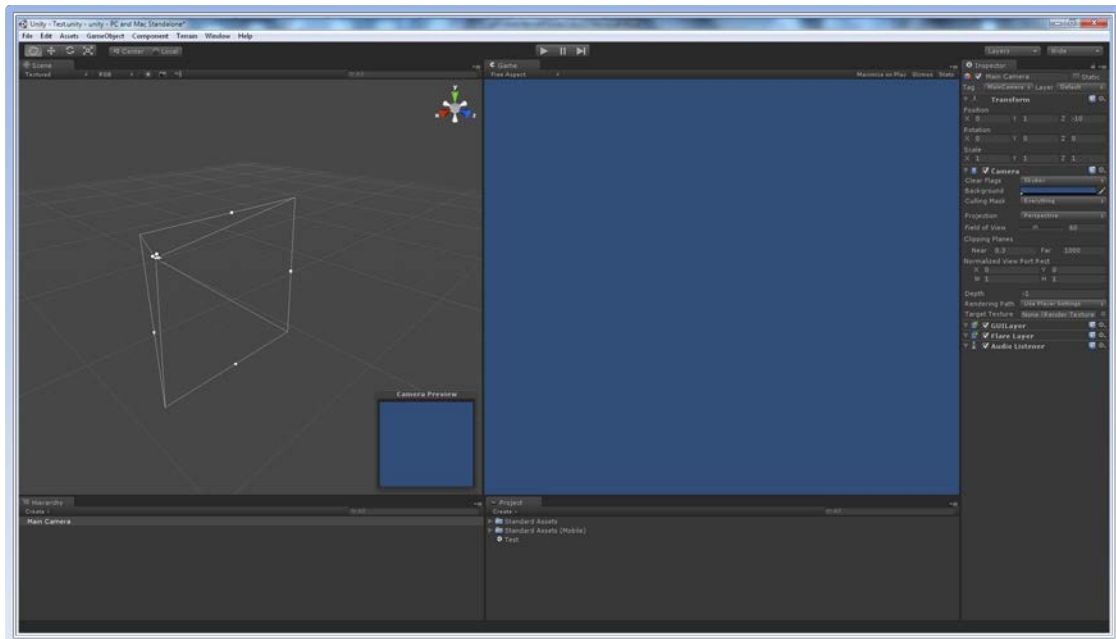 Unity - Test.unity - unity - PC and Mac Standalone*
File Edit Assets GameObject Component Terrain Window Help
Center Local
Layers Wide
Scene
Textured RGB
Game
Free Aspect
Maximize on Play Gizmos Stats
y
x z
Camera Preview
Inspector
Main Camera Static
Tag MainCamera Layer Default
Transform
Position
X 0 Y 1 Z -10
Rotation
X 0 Y 0 Z 0
Scale
X 1 Y 1 Z 1
Camera
Clear Flags Skybox
Background
Culling Mask Everything
Projection Perspective
Field of View 60
Clipping Planes
Near 0.3 Far 1000
Normalized View Port Rect
X 0 Y 0
W 1 H 1
Depth -1
Rendering Path Use Player Settings
Target Texture None (Render Texture
GUILayer
Flare Layer
Audio Listener
Hierarchy
Create
Main Camera
Project
Create
Standard Assets
Standard Assets (Mobile)
Test